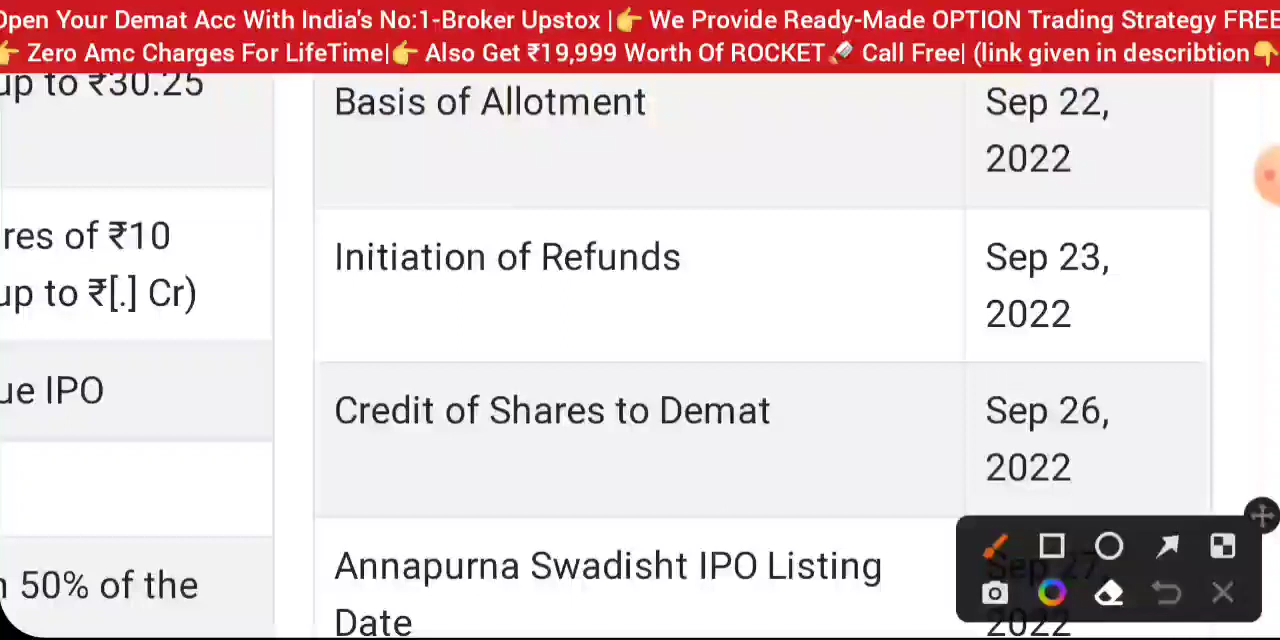 Open Your Demat Acc With India's No:1-Broker Upstox |👉 We Provide Ready-Made OPTION Trading Strategy FREE
👉 Zero Amc Charges For LifeTime|👉 Also Get ₹19,999 Worth Of ROCKET🚀 Call Free| (link given in describtion👇
up to ₹30.25
res of ₹10
up to ₹[.] Cr)
ue IPO
50% of the
Basis of Allotment
Sep 22,
2022
Initiation of Refunds
Sep 23,
2022
Credit of Shares to Demat
Sep 26,
2022
Annapurna Swadisht IPO Listing
Date
Sep 27,
2022